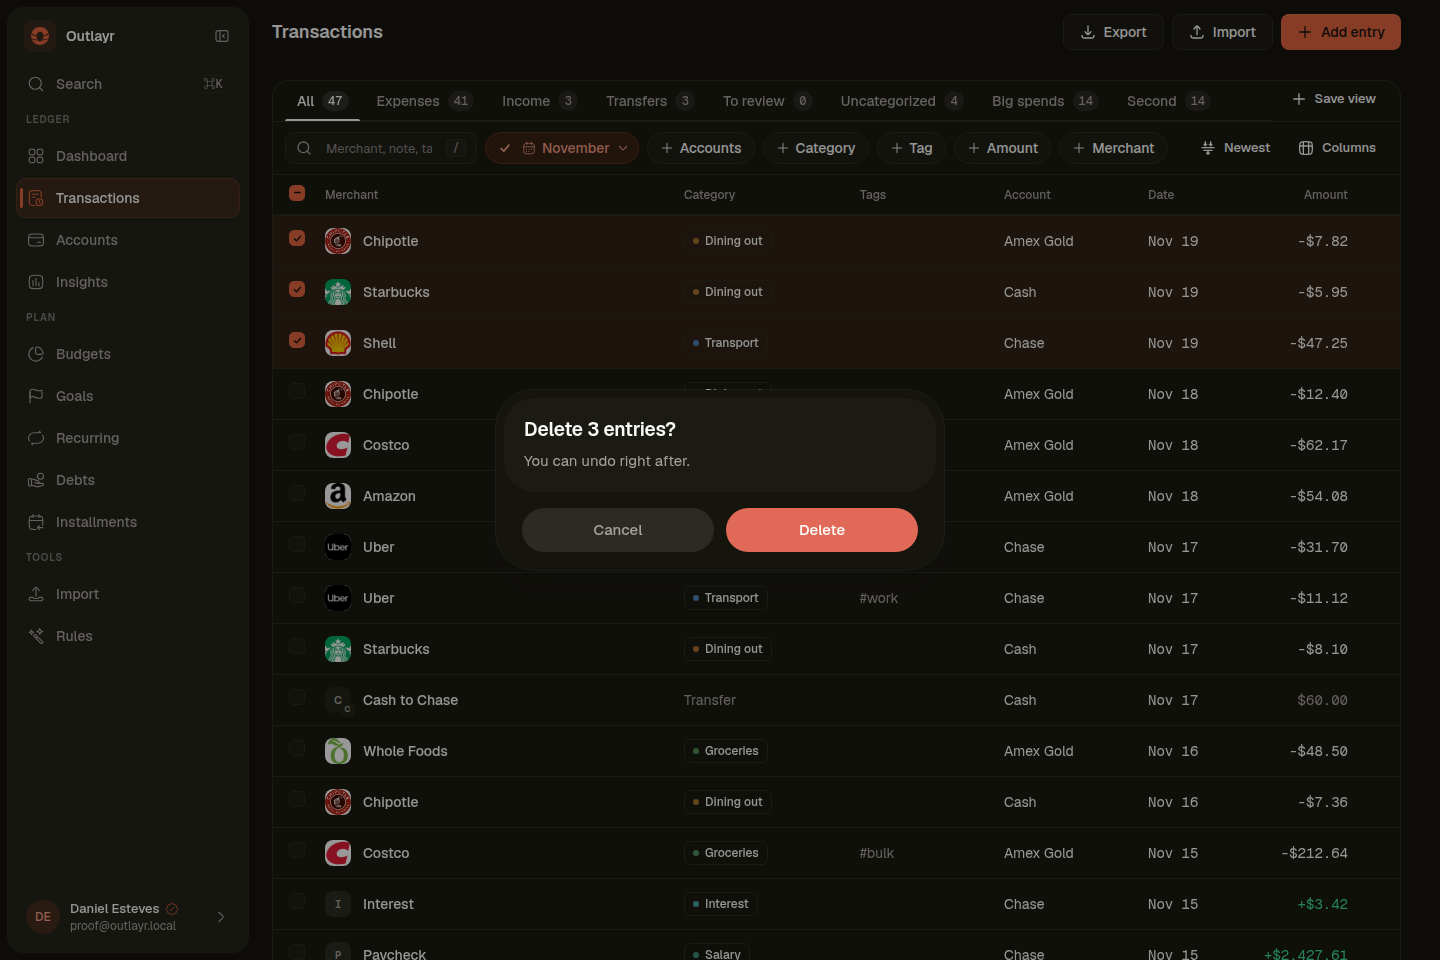 Outlayr
Search ⌘K
LEDGER
Dashboard
Transactions
Accounts
Insights
PLAN
Budgets
Goals
Recurring
Debts
Installments
TOOLS
Import
Rules
DE
Daniel Esteves
proof@outlayr.local
Transactions
Export
Import
Add entry
All 47
Expenses 41
Income 3
Transfers 3
To review 0
Uncategorized 4
Big spends 14
Second 14
Save view
Merchant, note, ta /
November
Accounts
Category
Tag
Amount
Merchant
Newest
Columns
Merchant Category Tags Account Date Amount
Chipotle Dining out Amex Gold Nov 19 -$7.82
Starbucks Dining out Cash Nov 19 -$5.95
Shell Transport Chase Nov 19 -$47.25
Chipotle Amex Gold Nov 18 -$12.40
Costco Amex Gold Nov 18 -$62.17
Amazon Amex Gold Nov 18 -$54.08
Uber Uber Chase Nov 17 -$31.70
Uber Uber Transport #work Chase Nov 17 -$11.12
Starbucks Dining out Cash Nov 17 -$8.10
C C Cash to Chase Transfer Cash Nov 17 $60.00
Whole Foods Groceries Amex Gold Nov 16 -$48.50
Chipotle Dining out Cash Nov 16 -$7.36
Costco Groceries #bulk Amex Gold Nov 15 -$212.64
I Interest Interest Chase Nov 15 +$3.42
P Paycheck Salary Chase Nov 15 +$2,427.61
Delete 3 entries?
You can undo right after.
Cancel
Delete